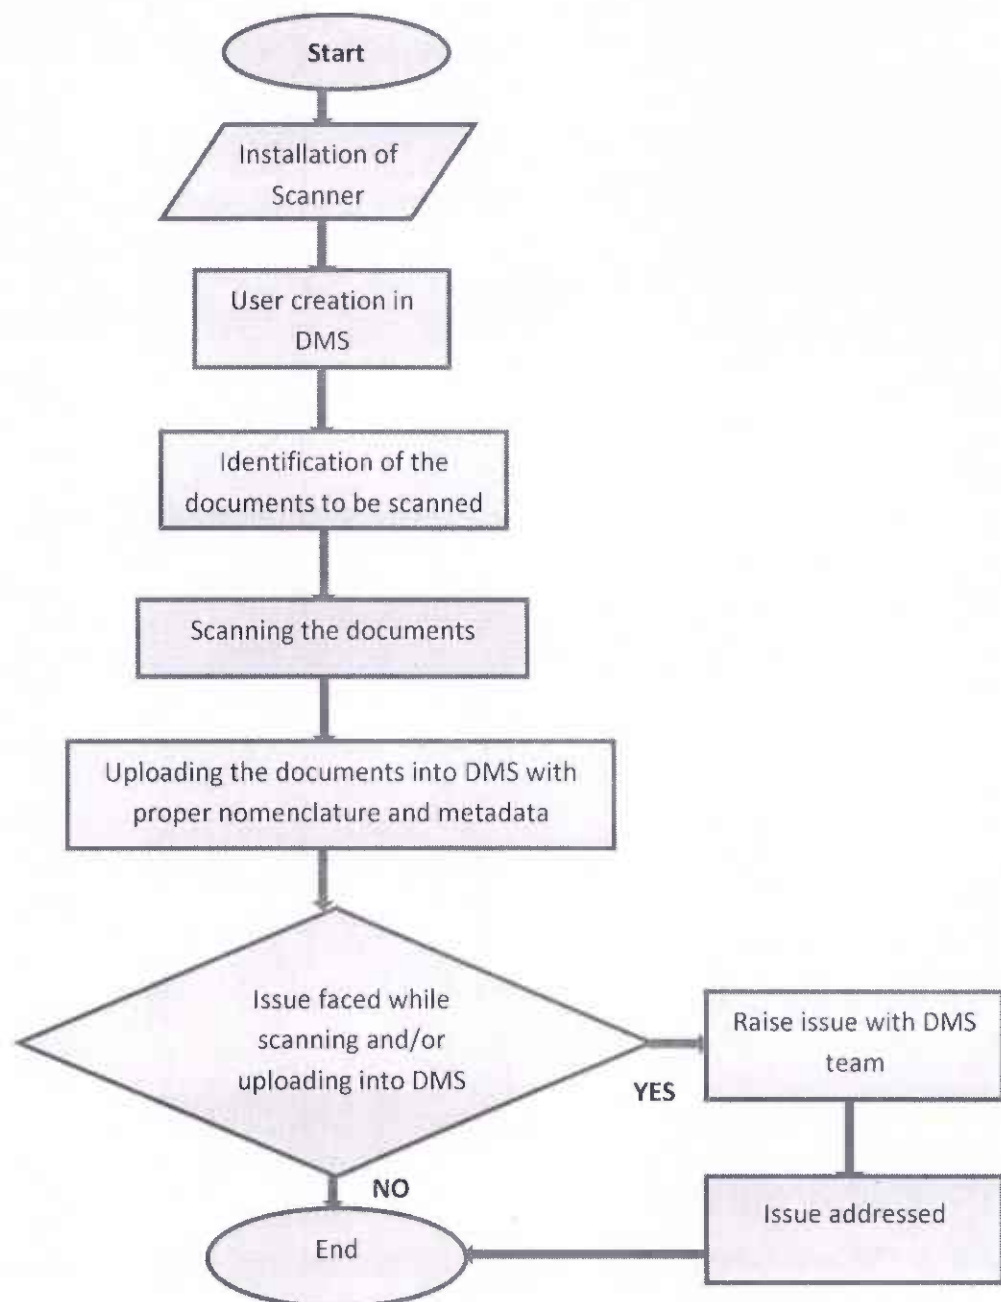 Start
Installation of
Scanner
User creation in
DMS
Identification of the
documents to be scanned
Scanning the documents
Uploading the documents into DMS with
proper nomenclature and metadata
Issue faced while
scanning and/or
uploading into DMS
YES
Raise issue with DMS
team
NO
Issue addressed
End